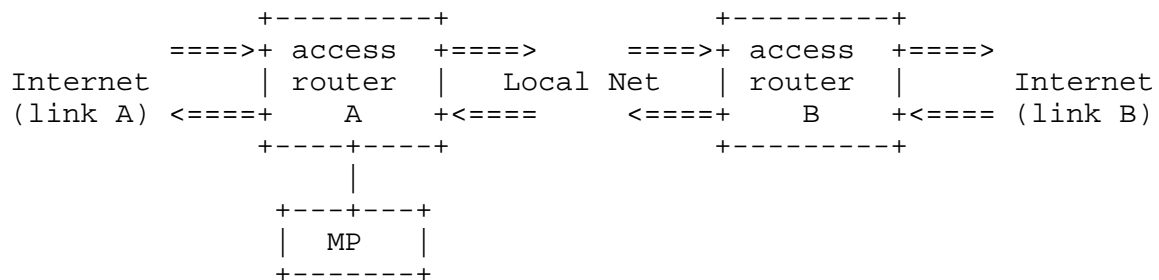 +---------+                      +---------+
          ====>+  access   +====>      ====>+  access   +====>
Internet       |  router   |   Local Net    |  router   |      Internet
(link A) <====+     A     +<====      <====+     B     +<==== (link B)
                 +----+----+                      +---------+
                      |
                  +---+---+
                  |  MP   |
                  +-------+